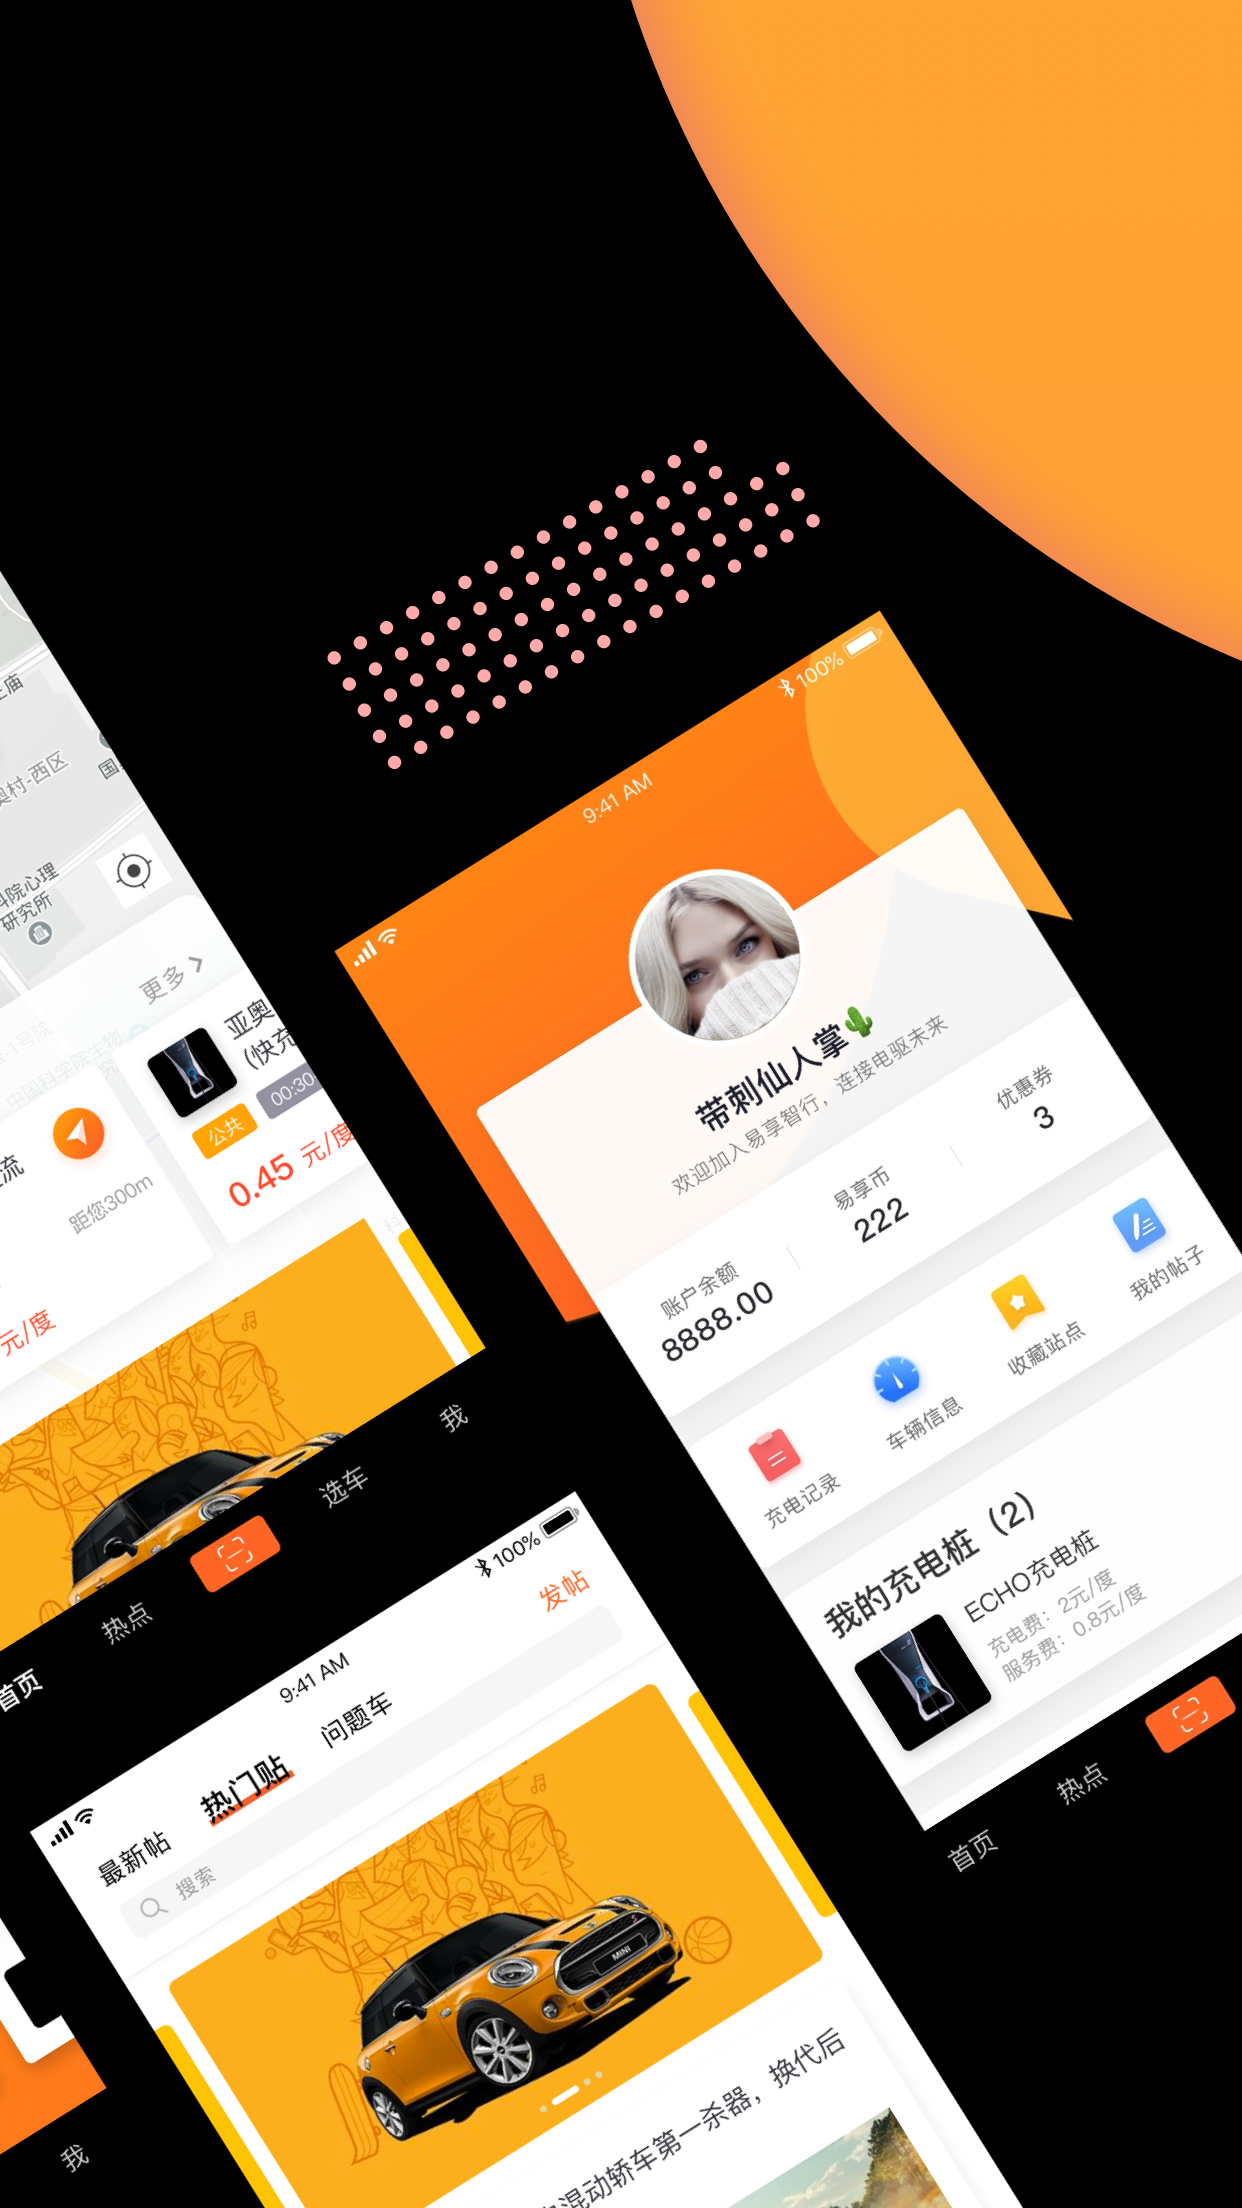 奥村-西区
科院心理
研究所
更多
中国科学院生物
亚奥
(快充
公共
00:30
0.45 元/度
距您300m
元/度
首页
热点
选车
我
9:41 AM
100%
带刺仙人掌🌵
欢迎加入易享智行，连接电驱未来
账户余额
8888.00
易享币
222
优惠券
3
充电记录
车辆信息
收藏站点
我的帖子
我的充电桩（2）
ECHO充电桩
充电费：2元/度
服务费：0.8元/度
首页
热点
9:41 AM
100%
发帖
最新帖
热门贴
问题车
搜索
MINI
混动轿车第一杀器，换代后
我